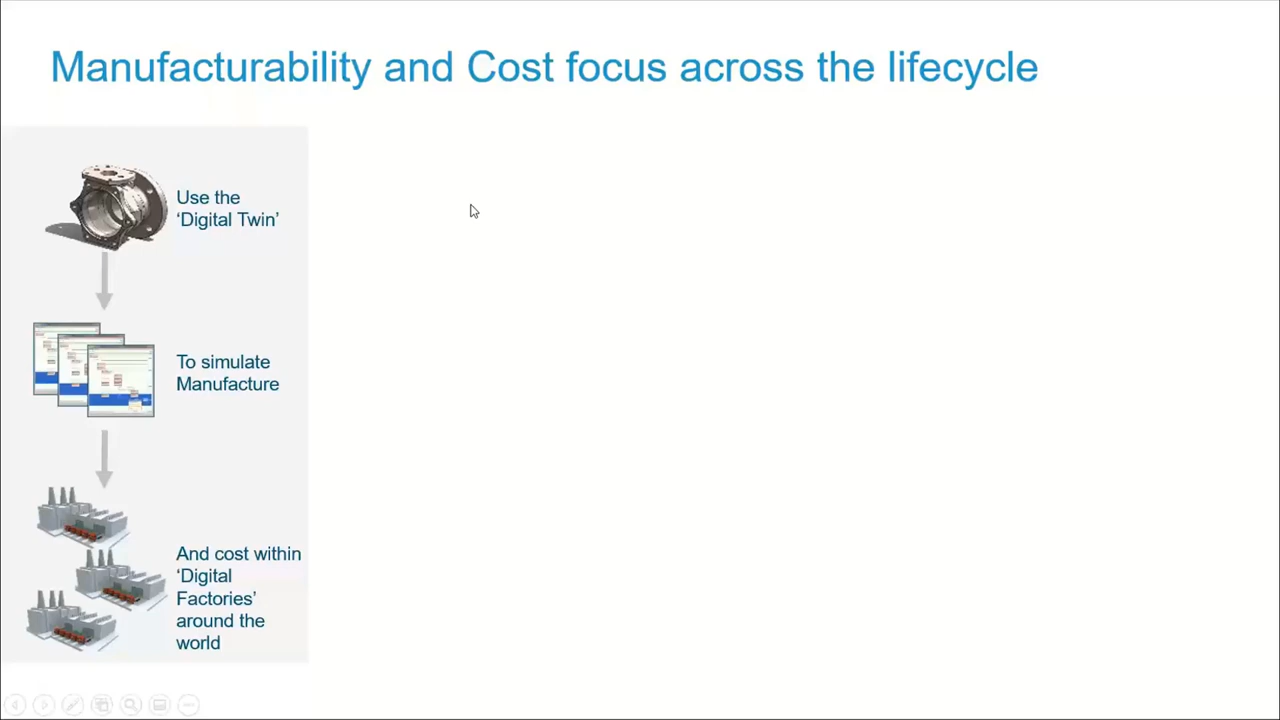 Manufacturability and Cost focus across the lifecycle
Use the
‘Digital Twin’
To simulate
Manufacture
And cost within
‘Digital
Factories’
around the
world